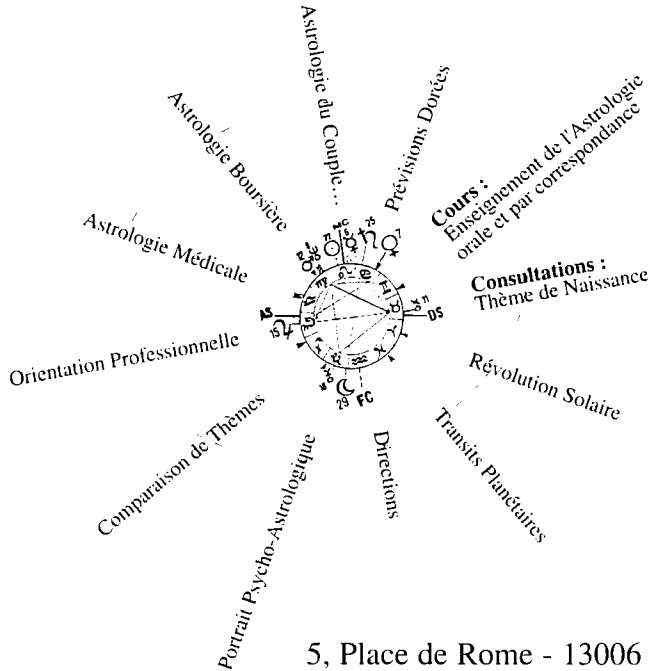 Astrologie du Couple...
Prévisions Dorées
Cours :
Enseignement de l'Astrologie
orale et par correspondance
Consultations :
Thème de Naissance
Révolution Solaire
Transits Planétaires
Directions
Portrait Psycho-Astrologique
Comparaison de Thèmes
Orientation Professionnelle
Astrologie Médicale
Astrologie Boursière
MC
AS
DS
FC
29
5, Place de Rome - 13006